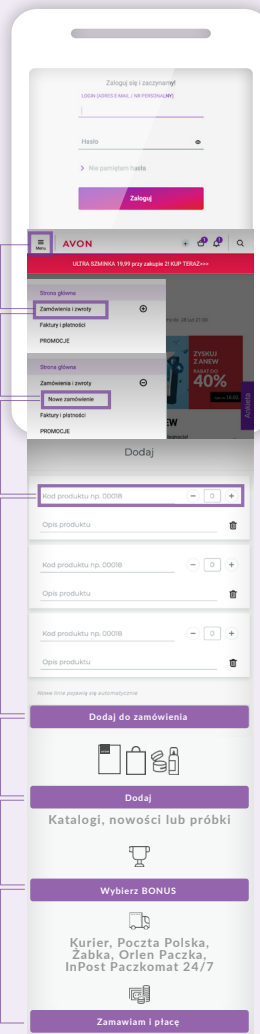 Zaloguj się i zaczynamy!
LOGIN (ADRES E-MAIL / NR PERSONALNY)
Hasło
Nie pamiętam hasła
Zaloguj
Menu
AVON
ULTRA SZMINKA 19,99 przy zakupie 2! KUP TERAZ>>>
Strona główna
Zamówienia i zwroty
Faktury i płatności
PROMOCJE
ZYSKUJ
Z ANEW
RABAT DO
40%
Ankieta
Strona główna
Zamówienia i zwroty
Nowe zamówienie
Faktury i płatności
PROMOCJE
Dodaj
Kod produktu np. 00018
- 0 +
Opis produktu
Kod produktu np. 00018
- 0 +
Opis produktu
Kod produktu np. 00018
- 0 +
Opis produktu
Nowe linie pojawią się automatycznie
Dodaj do zamówienia
Dodaj
Katalogi, nowości lub próbki
Wybierz BONUS
Kurier, Poczta Polska,
Żabka, Orlen Paczka,
InPost Paczkomat 24/7
Zamawiam i płacę